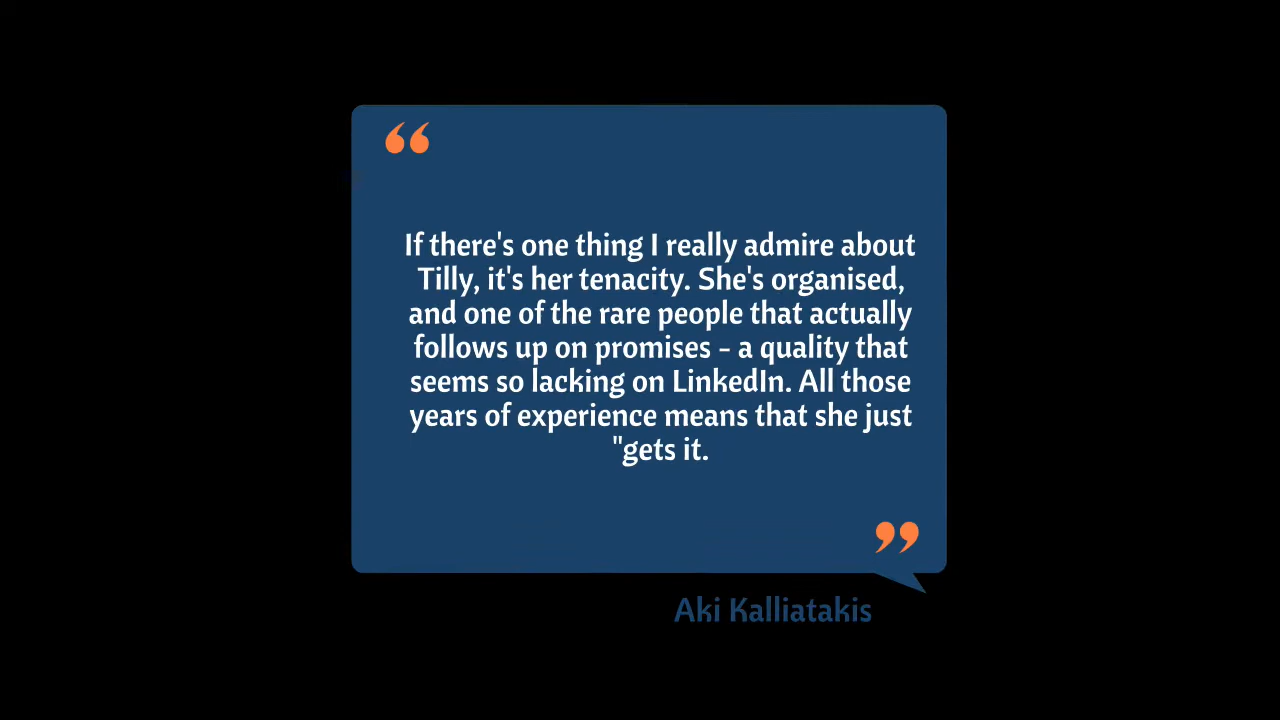 “
If there's one thing I really admire about
Tilly, it's her tenacity. She's organised,
and one of the rare people that actually
follows up on promises - a quality that
seems so lacking on LinkedIn. All those
years of experience means that she just
"gets it.
”
Aki Kalliatakis